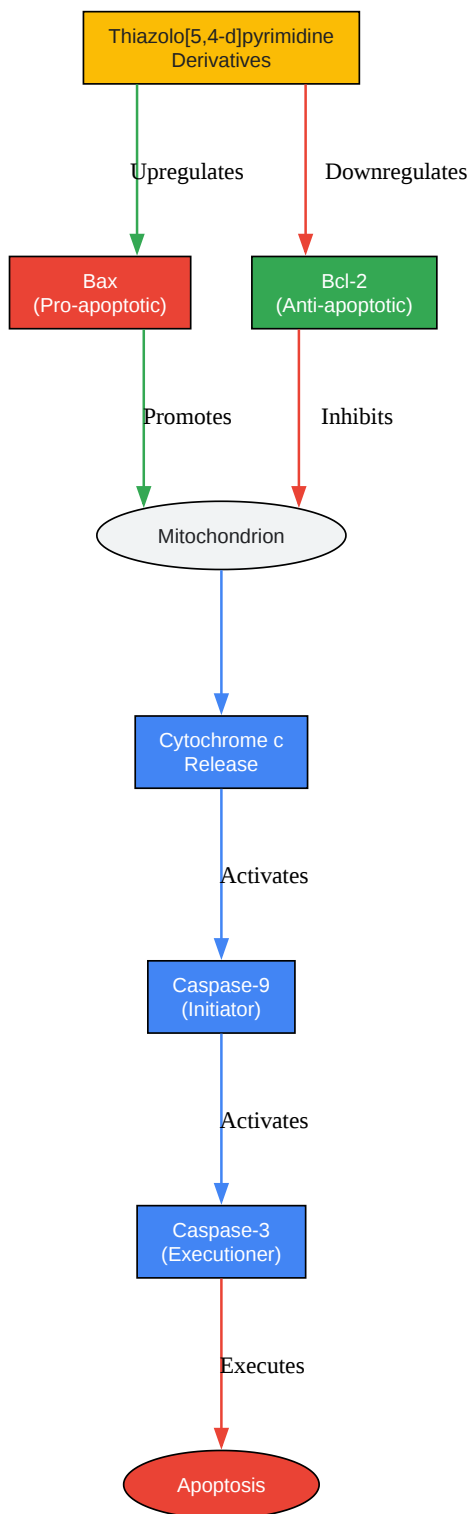 Thiazolo[5,4-d]pyrimidine
Derivatives
Upregulates
Downregulates
Bax
(Pro-apoptotic)
Bcl-2
(Anti-apoptotic)
Promotes
Inhibits
Mitochondrion
Cytochrome c
Release
Activates
Caspase-9
(Initiator)
Activates
Caspase-3
(Executioner)
Executes
Apoptosis